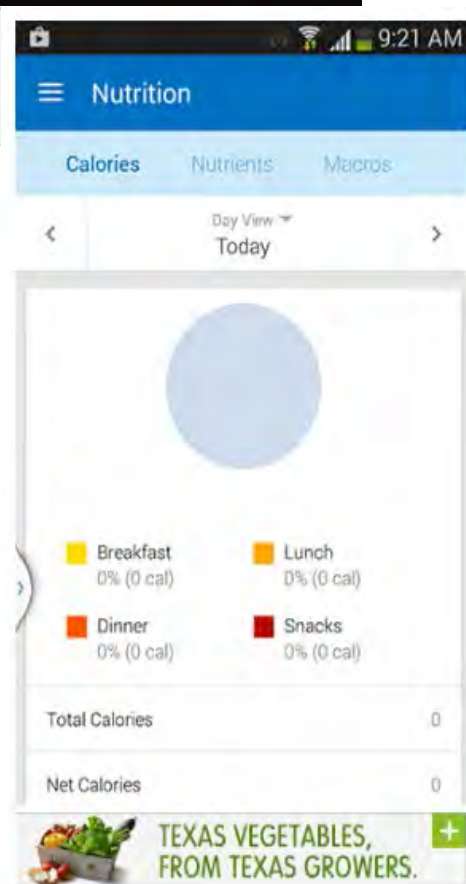 9:21 AM
Nutrition
Calories Nutrients Macros
Day View
Today
Breakfast Lunch
0% (0 cal) 0% (0 cal)
Dinner Snacks
0% (0 cal) 0% (0 cal)
Total Calories 0
Net Calories 0
TEXAS VEGETABLES,
FROM TEXAS GROWERS.